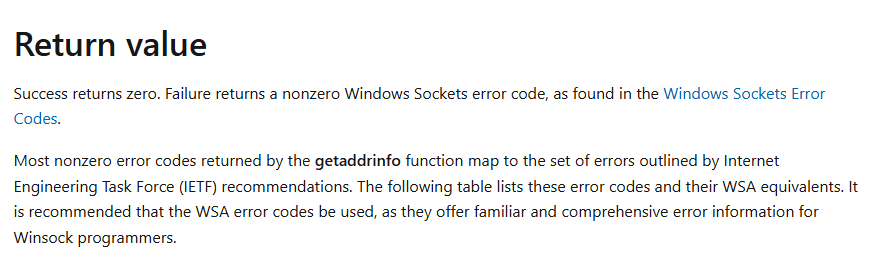 Return value
Success returns zero. Failure returns a nonzero Windows Sockets error code, as found in the Windows Sockets Error
Codes.
Most nonzero error codes returned by the getaddrinfo function map to the set of errors outlined by Internet
Engineering Task Force (IETF) recommendations. The following table lists these error codes and their WSA equivalents. It
is recommended that the WSA error codes be used, as they offer familiar and comprehensive error information for
Winsock programmers.